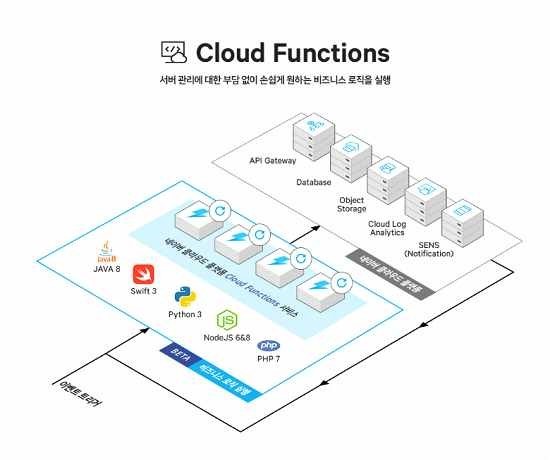 Cloud Functions
서버 관리에 대한 부담 없이 손쉽게 원하는 비즈니스 로직을 실행
API Gateway
Database
Object
Storage
Cloud Log
Analytics
SENS
(Notification)
네이버 클라우드 플랫폼
네이버 클라우드 플랫폼 Cloud Functions 서비스
Java8
JAVA 8
Swift 3
Python 3
JS
NodeJS 6&8
php
PHP 7
BETA
비즈니스 로직 실행
이벤트 트리거